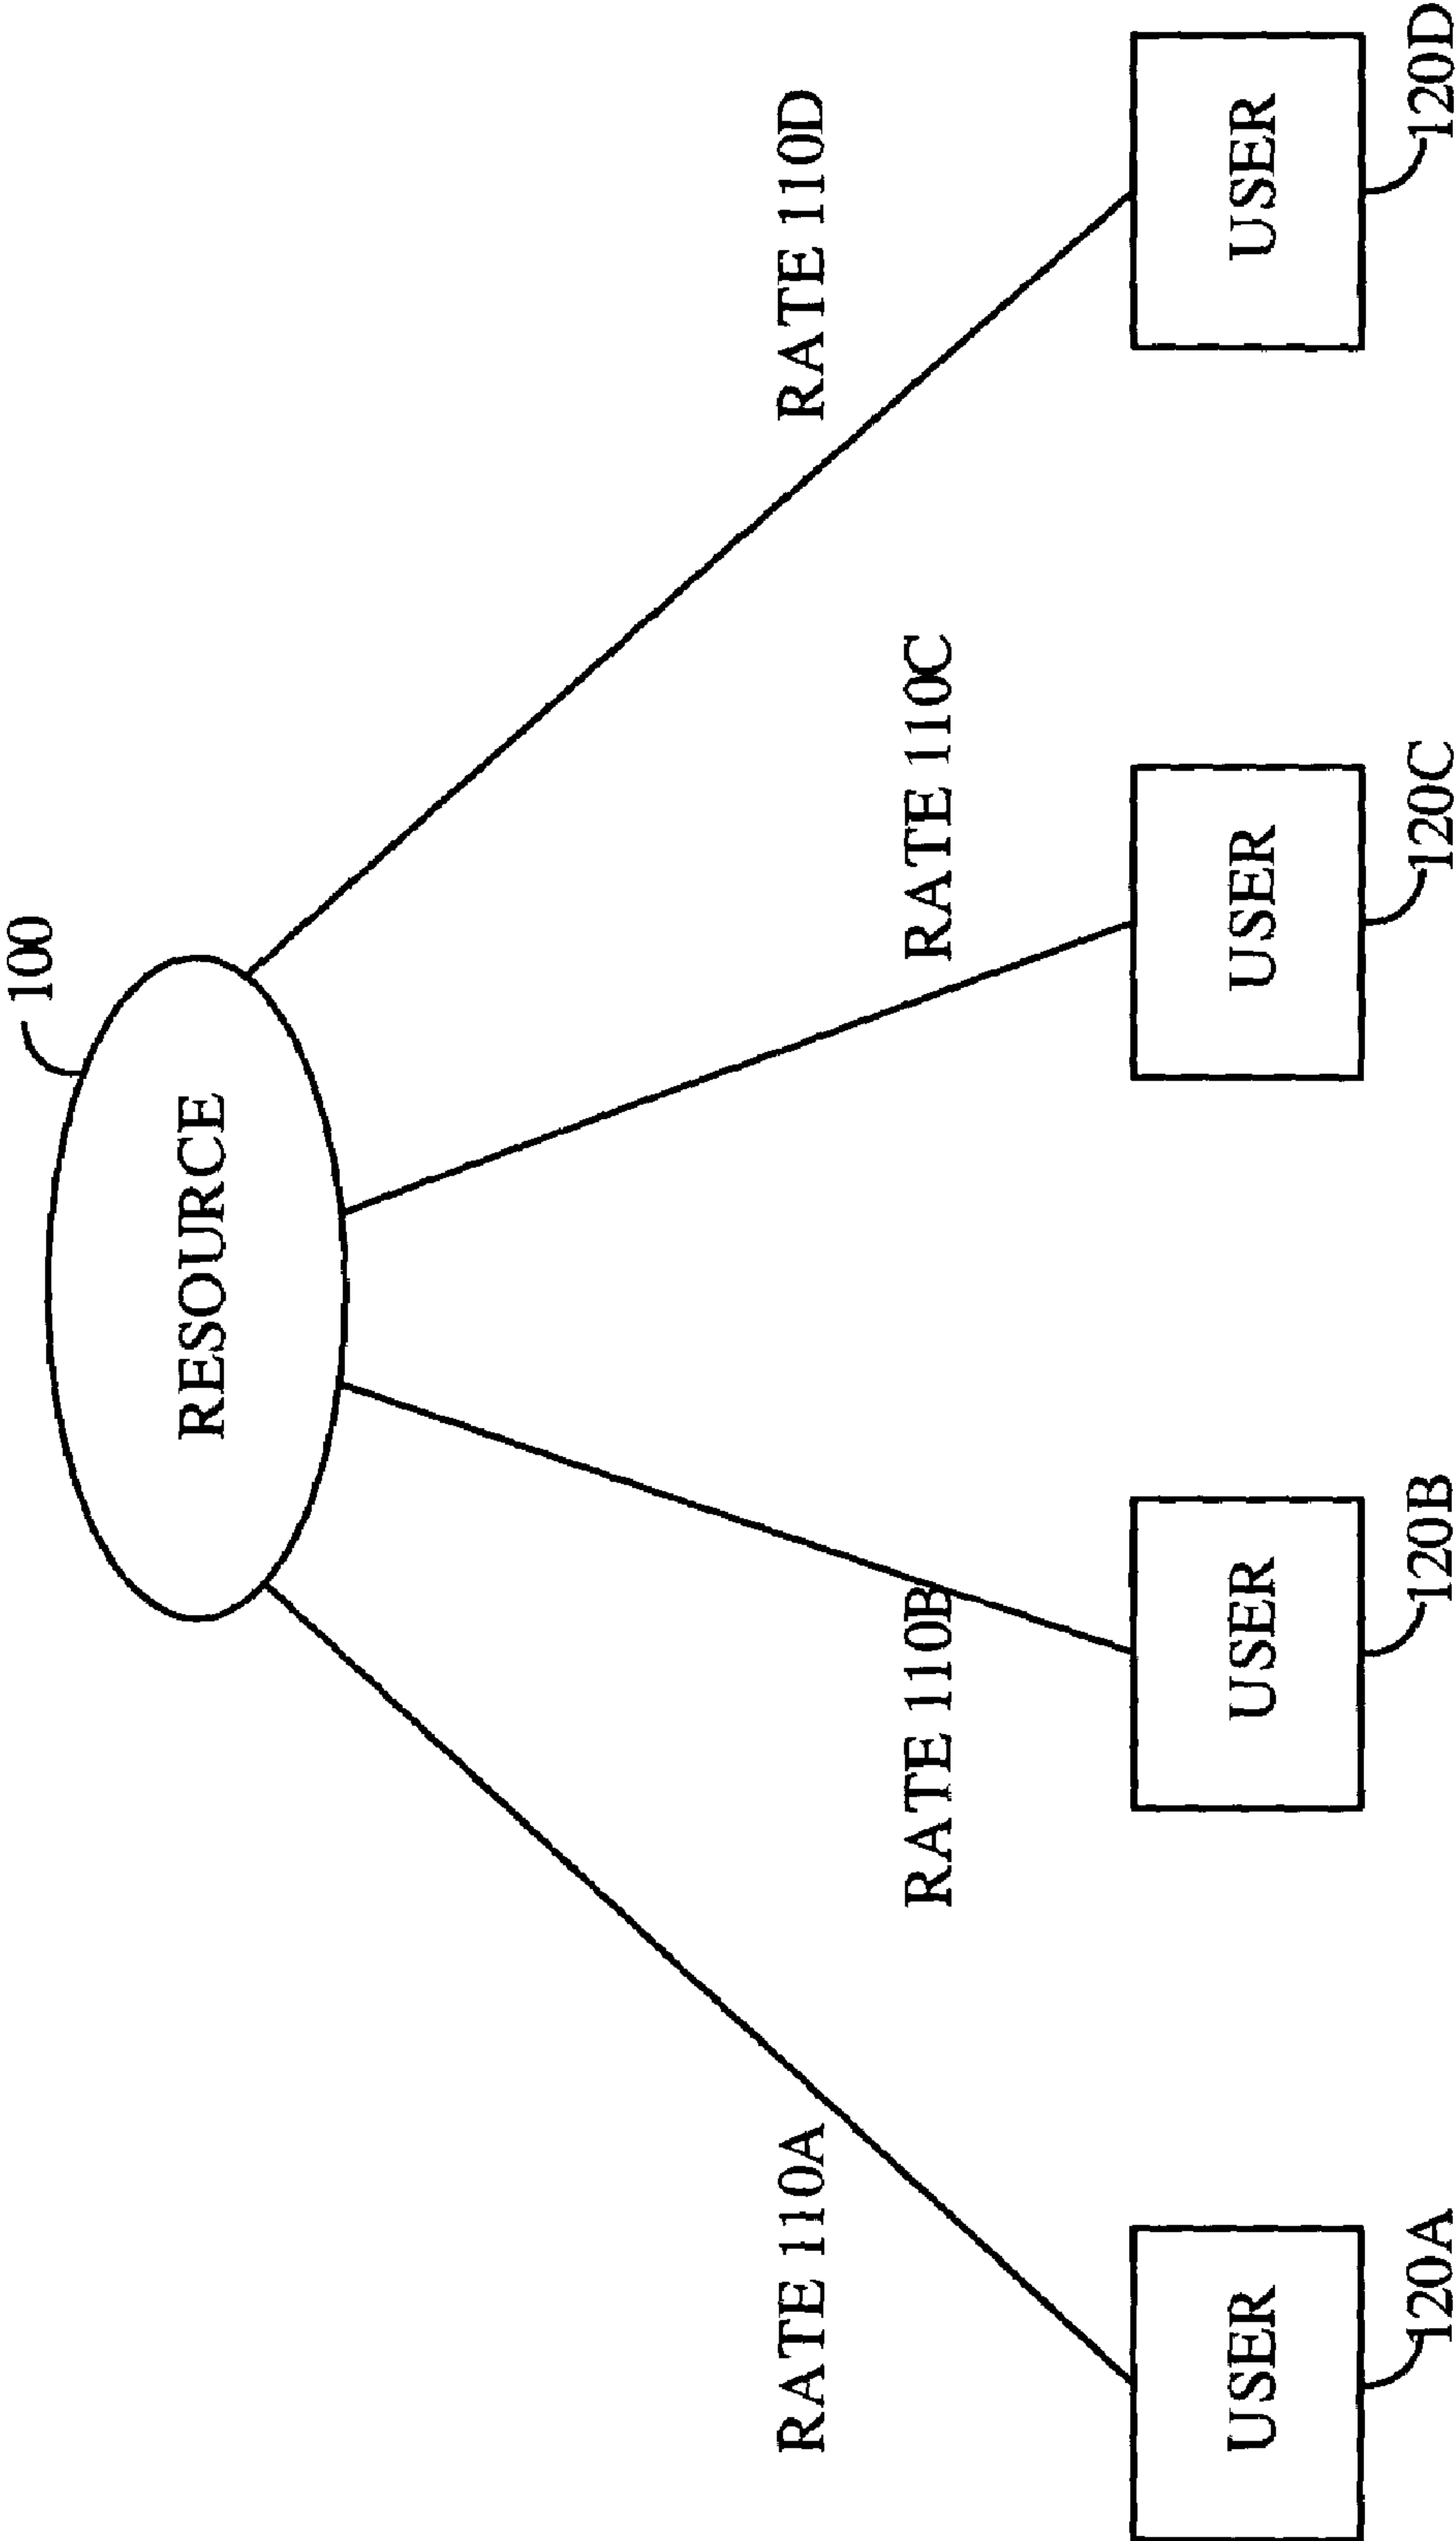 100
RESOURCE
RATE 110A
RATE 110D
RATE 110B
RATE 110C
USER
USER
USER
USER
120A
120B
120C
120D